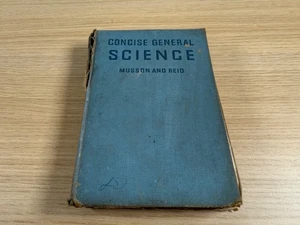 CONCISE GENERAL
SCIENCE
MUSSON AND REID